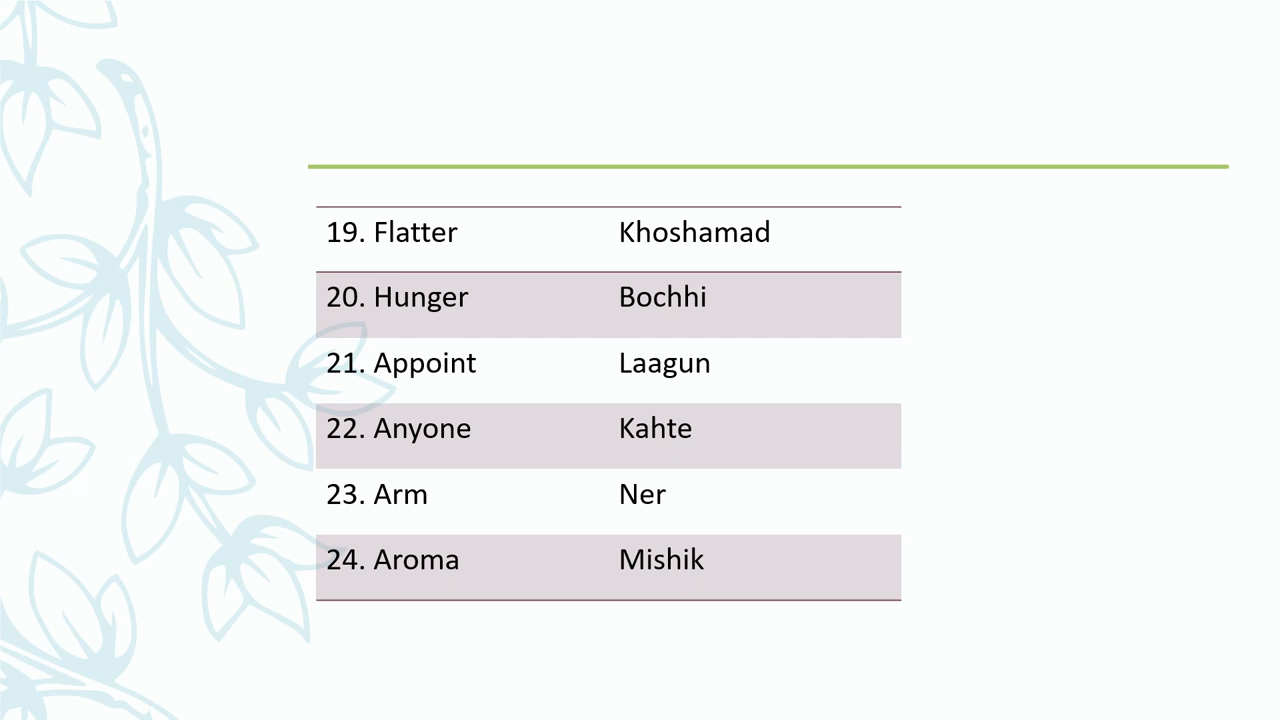 19. Flatter Khoshamad
20. Hunger Bochhi
21. Appoint Laagun
22. Anyone Kahte
23. Arm Ner
24. Aroma Mishik